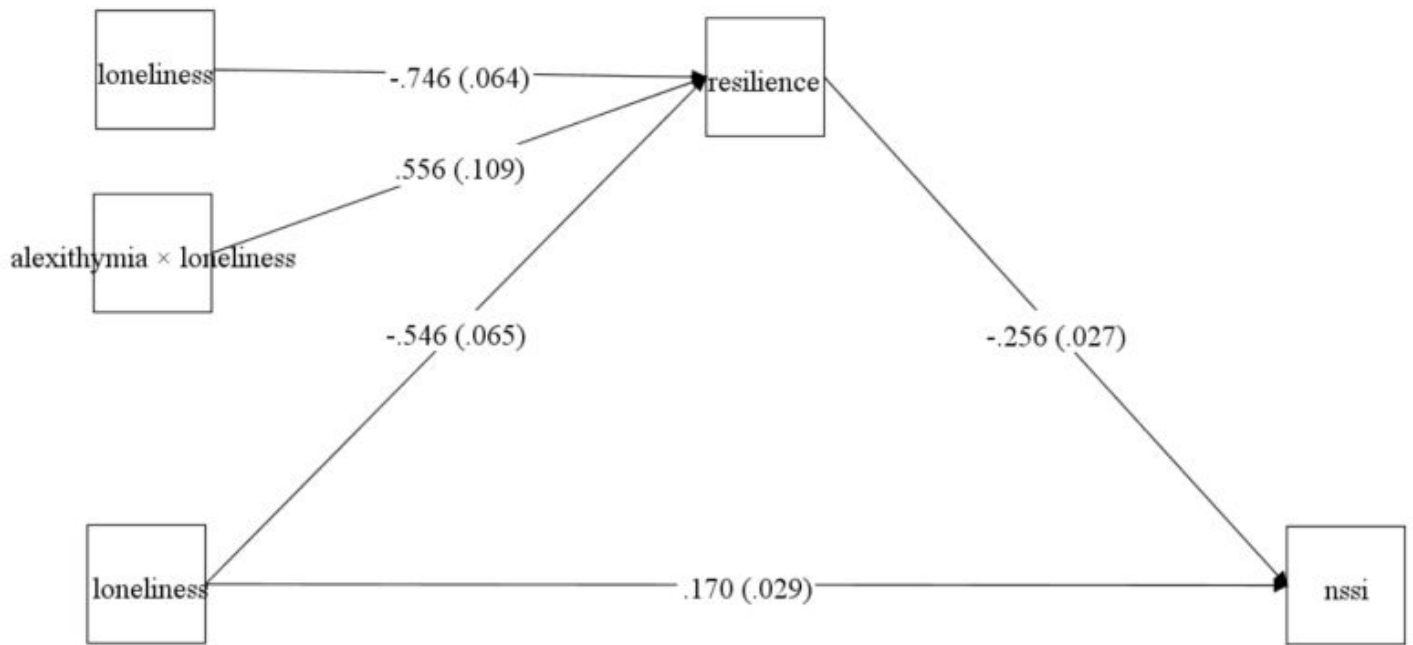 loneliness
-.746 (.064)
resilience
.556 (.109)
alexithymia × loneliness
-.546 (.065)
-.256 (.027)
loneliness
.170 (.029)
nssi